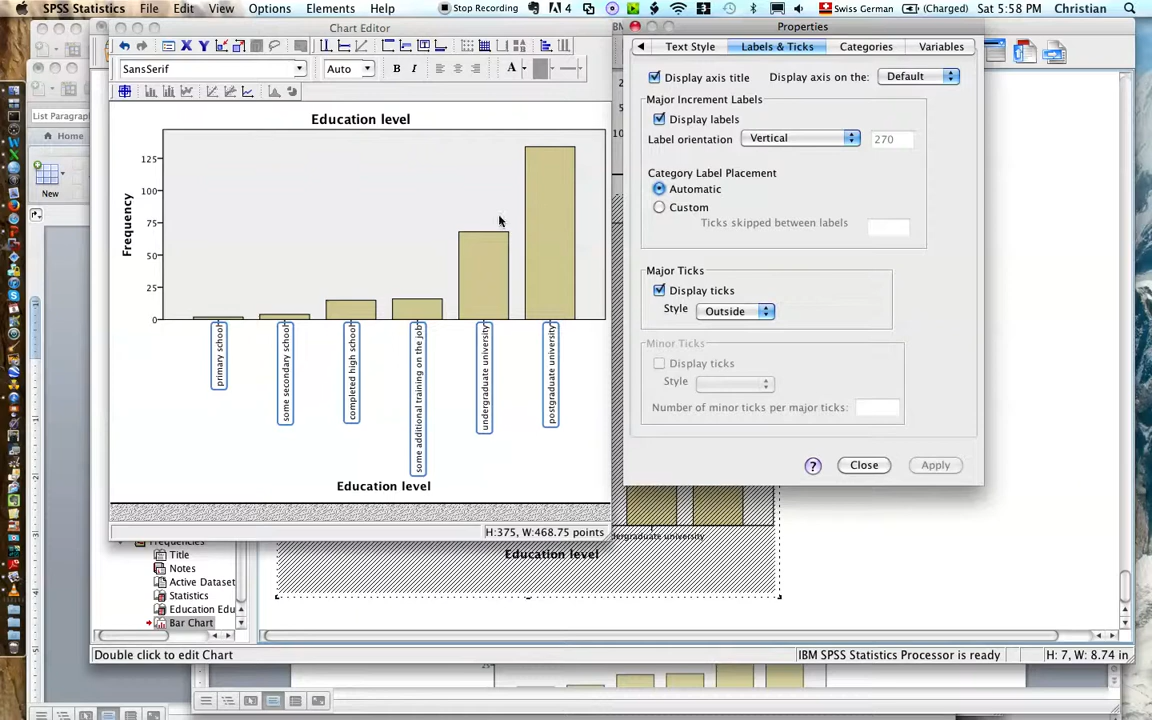 SPSS Statistics File Edit View Options Elements Help
Stop Recording
4
4
3
Swiss German
(Charged)
Sat 5:58 PM
Christian
Chart Editor
SansSerif
Auto
B I
A
X Y
List Paragraph
Home
New
Education level
Frequency
125
100
75
50
25
0
primary school
some secondary school
completed high school
some additional training on the job
undergraduate university
postgraduate university
Education level
H:375, W:468.75 points
Properties
Text Style
Labels & Ticks
Categories
Variables
Display axis title
Display axis on the:
Default
Major Increment Labels
Display labels
Label orientation
Vertical
270
Category Label Placement
Automatic
Custom
Ticks skipped between labels
Major Ticks
Display ticks
Style
Outside
Minor Ticks
Display ticks
Style
Number of minor ticks per major ticks:
?
Close
Apply
dergraduate university
Education level
Title
Notes
Active Dataset
Statistics
Education Edu
Bar Chart
Double click to edit Chart
IBM SPSS Statistics Processor is ready
H: 7, W: 8.74 in